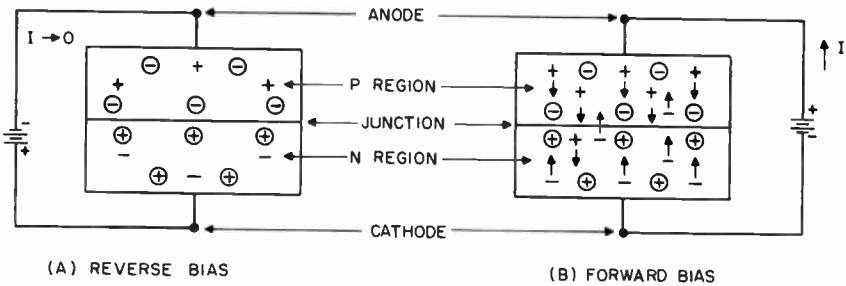 ANODE
I → O
I
P REGION
JUNCTION
N REGION
CATHODE
(A) REVERSE BIAS
(B) FORWARD BIAS